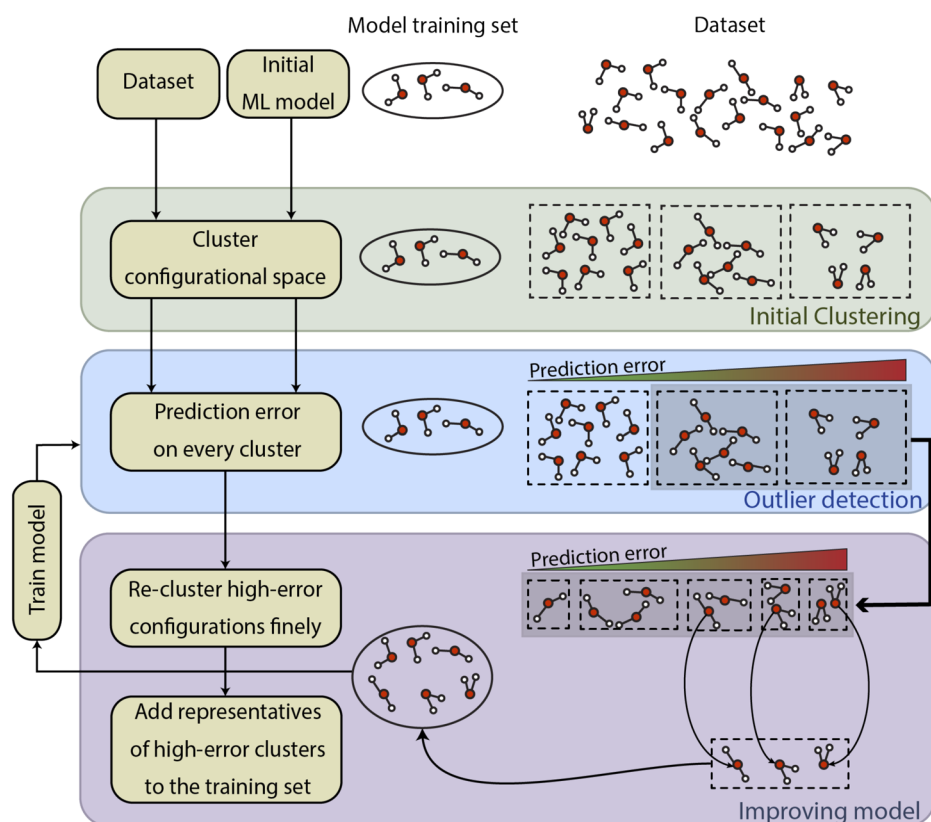 Model training set
Dataset
Dataset
Initial
ML model
Cluster
configurational space
Initial Clustering
Prediction error
Prediction error
on every cluster
Outlier detection
Train model
Prediction error
Re-cluster high-error
configurations finely
Add representatives
of high-error clusters
to the training set
Improving model